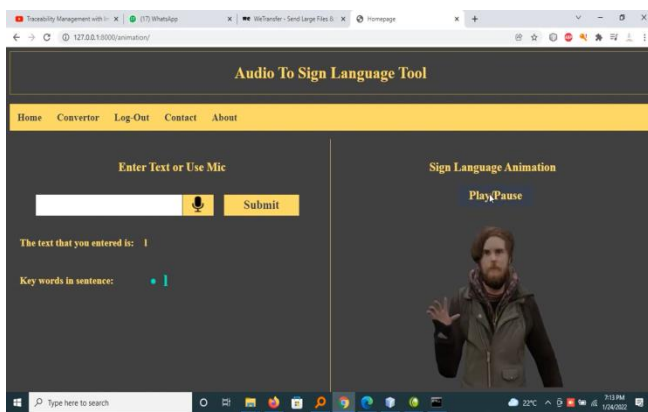 Traceability Management with
(17) WhatsApp
WeTransfer - Send Large Files &
Homepage
127.0.0.1:8000/animation/
Audio To Sign Language Tool
Home Convertor Log-Out Contact About
Enter Text or Use Mic
Submit
The text that you entered is: I
Key words in sentence:
I
Sign Language Animation
Play/Pause
Type here to search
22°C
7:13 PM
1/24/2022